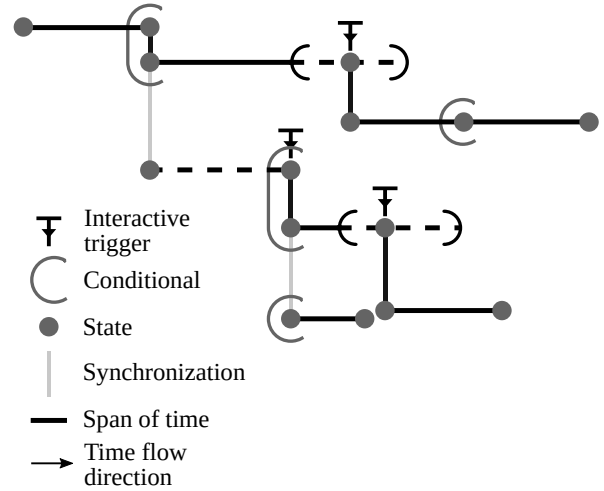 Interactive
trigger
Conditional
State
Synchronization
Span of time
Time flow
direction